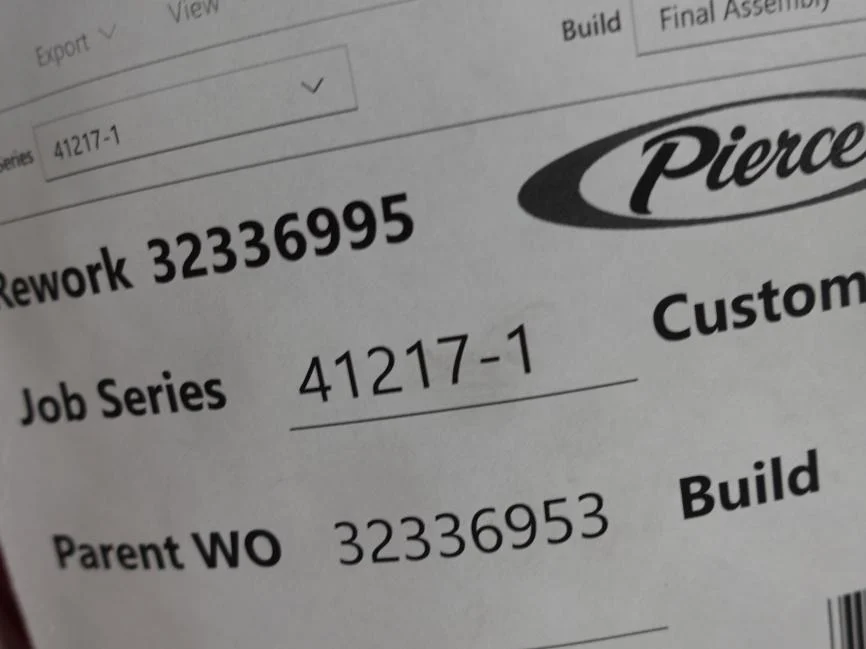 Export View
Build Final Assembly
Series 41217-1
Pierce
Rework 32336995
Custom
Job Series 41217-1
Build
Parent WO 32336953